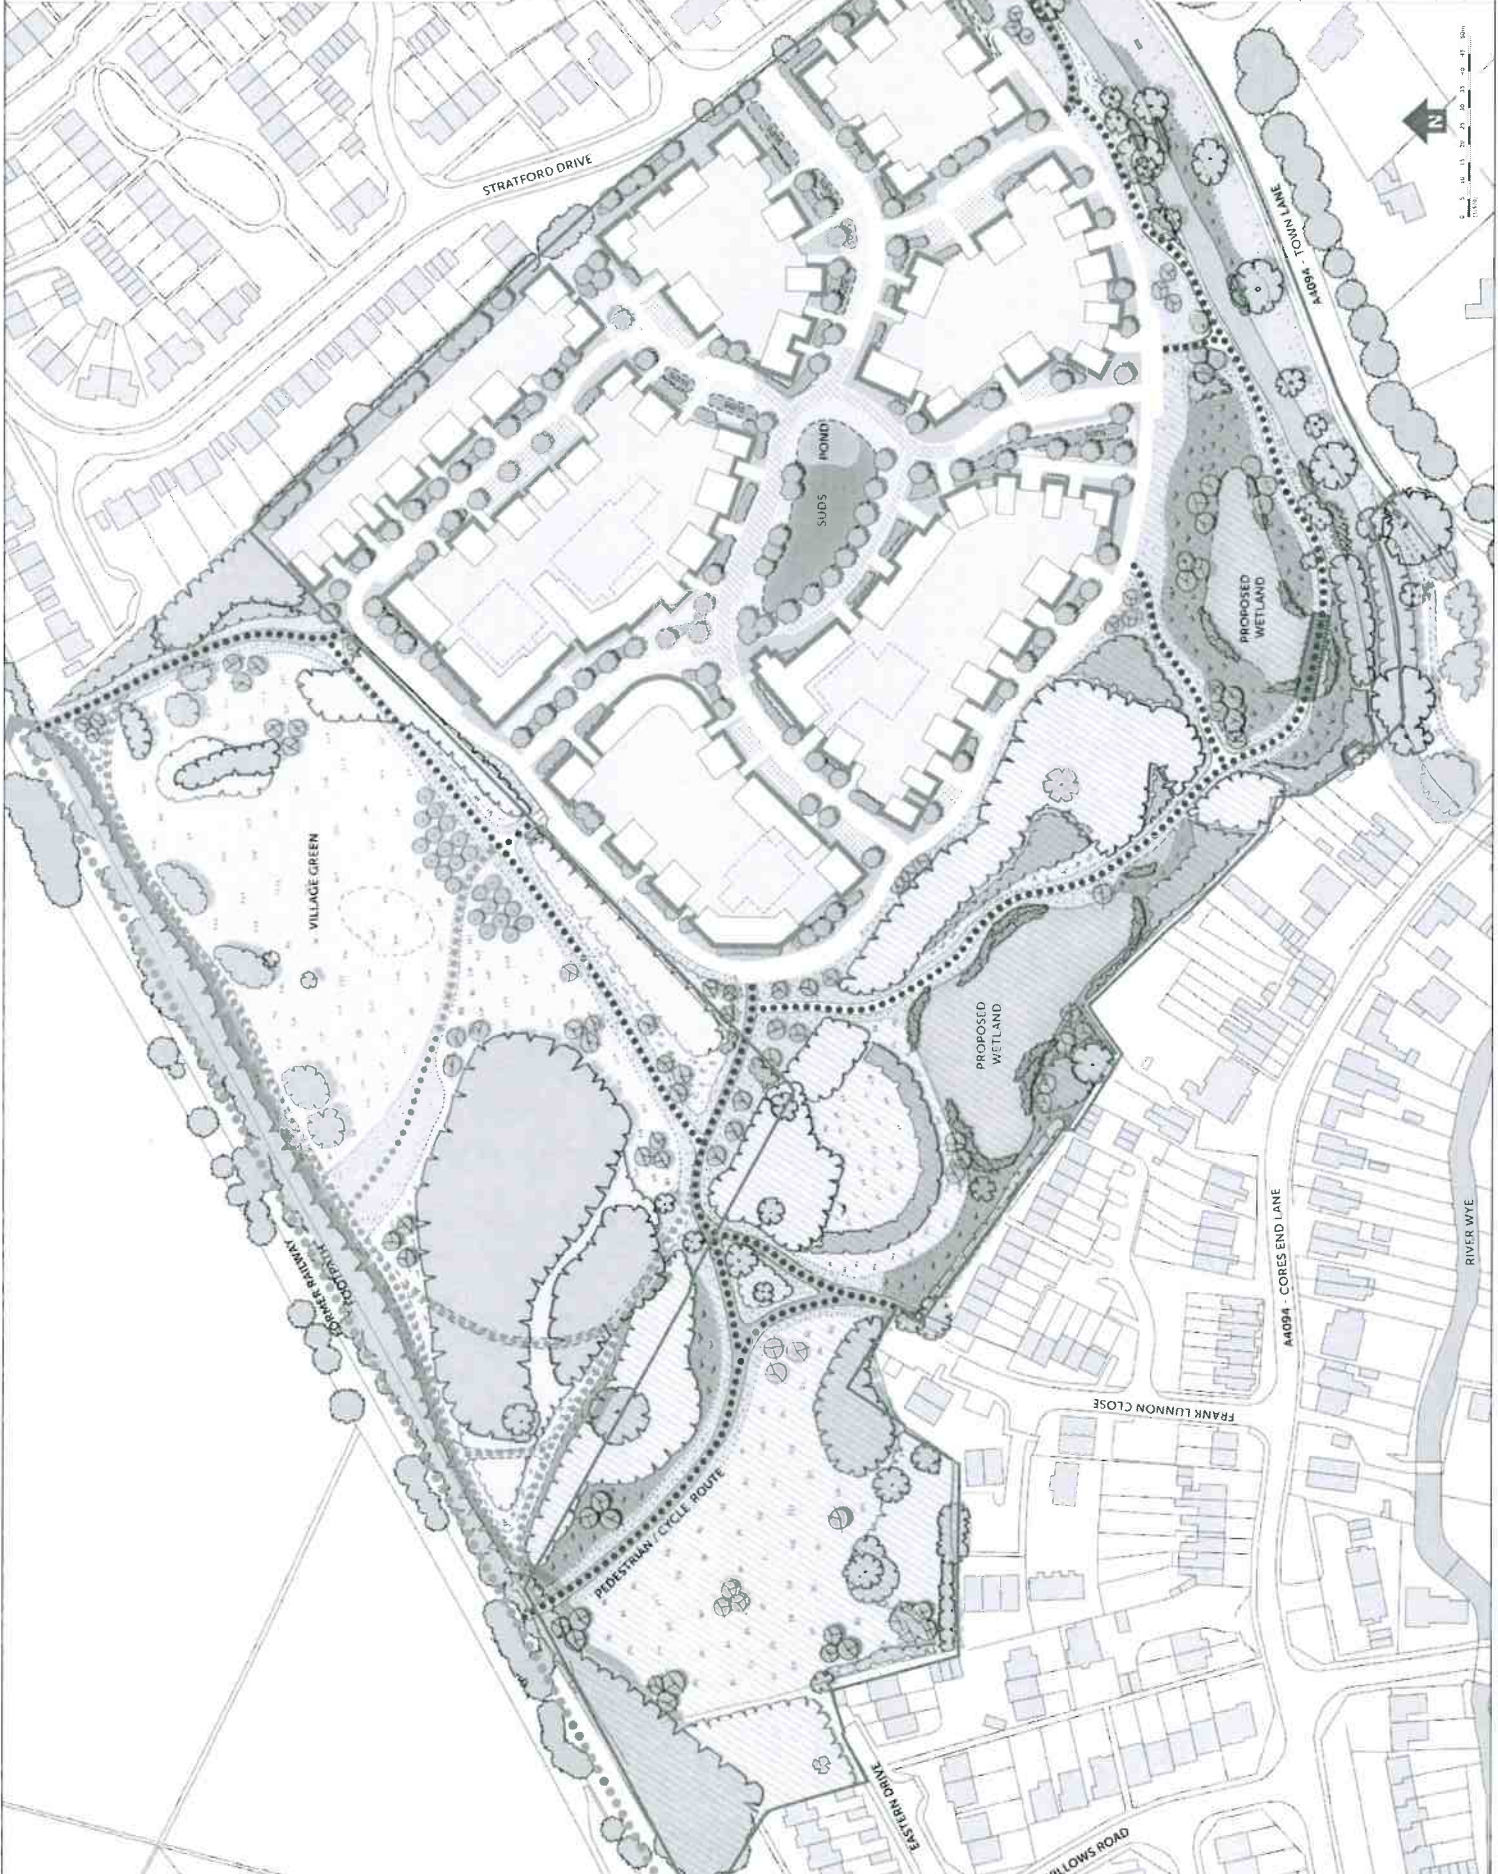 STRATFORD DRIVE
A4094 - TOWN LANE
N
POND
SUDS
PROPOSED
WETLAND
VILLAGE GREEN
PROPOSED
WETLAND
FORMER RAILWAY
FOOTPATH
PEDESTRIAN / CYCLE ROUTE
A4094 - CORES END LANE
RIVER WYE
FRANK LUNNON CLOSE
EASTERN DRIVE